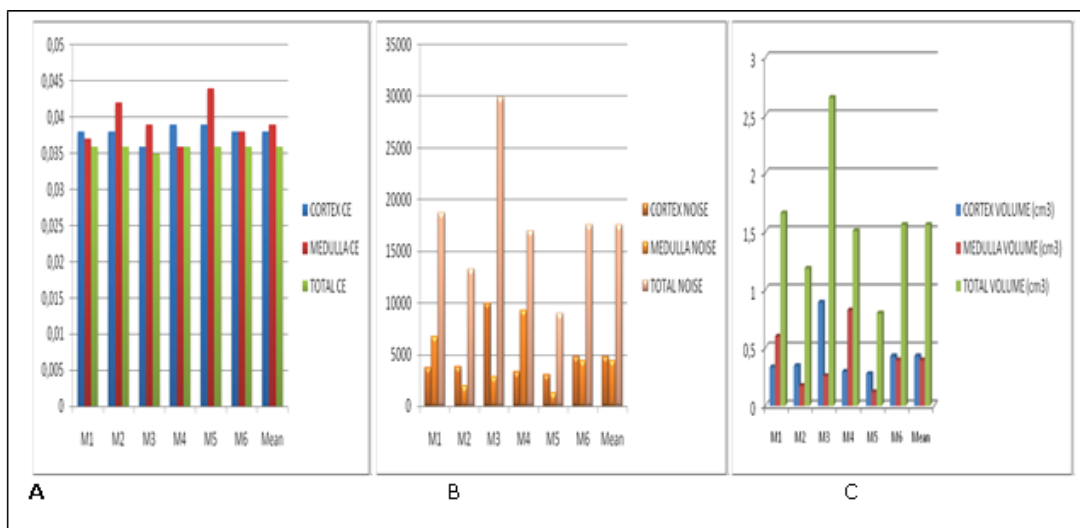 0,05
0,045
0,04
0,035
0,03
0,025
0,02
0,015
0,01
0,005
0
M1 M2 M3 M4 M5 M6 Mean
CORTEX CE
MEDULLA CE
TOTAL CE
A
35000
30000
25000
20000
15000
10000
5000
0
M1 M2 M3 M4 M5 M6 Mean
CORTEX NOISE
MEDULLA NOISE
TOTAL NOISE
B
3
2,5
2
1,5
1
0,5
0
M1 M2 M3 M4 M5 M6 Mean
CORTEX VOLUME (cm3)
MEDULLA VOLUME (cm3)
TOTAL VOLUME (cm3)
C